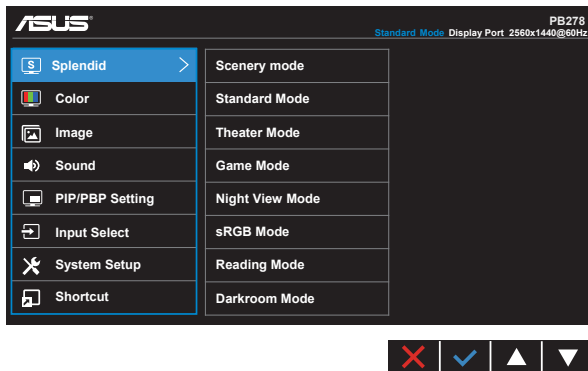 ASUS
PB278
Standard Mode Display Port 2560x1440@60Hz
S Splendid
Color
Image
Sound
PIP/PBP Setting
Input Select
System Setup
Shortcut
Scenery mode
Standard Mode
Theater Mode
Game Mode
Night View Mode
sRGB Mode
Reading Mode
Darkroom Mode